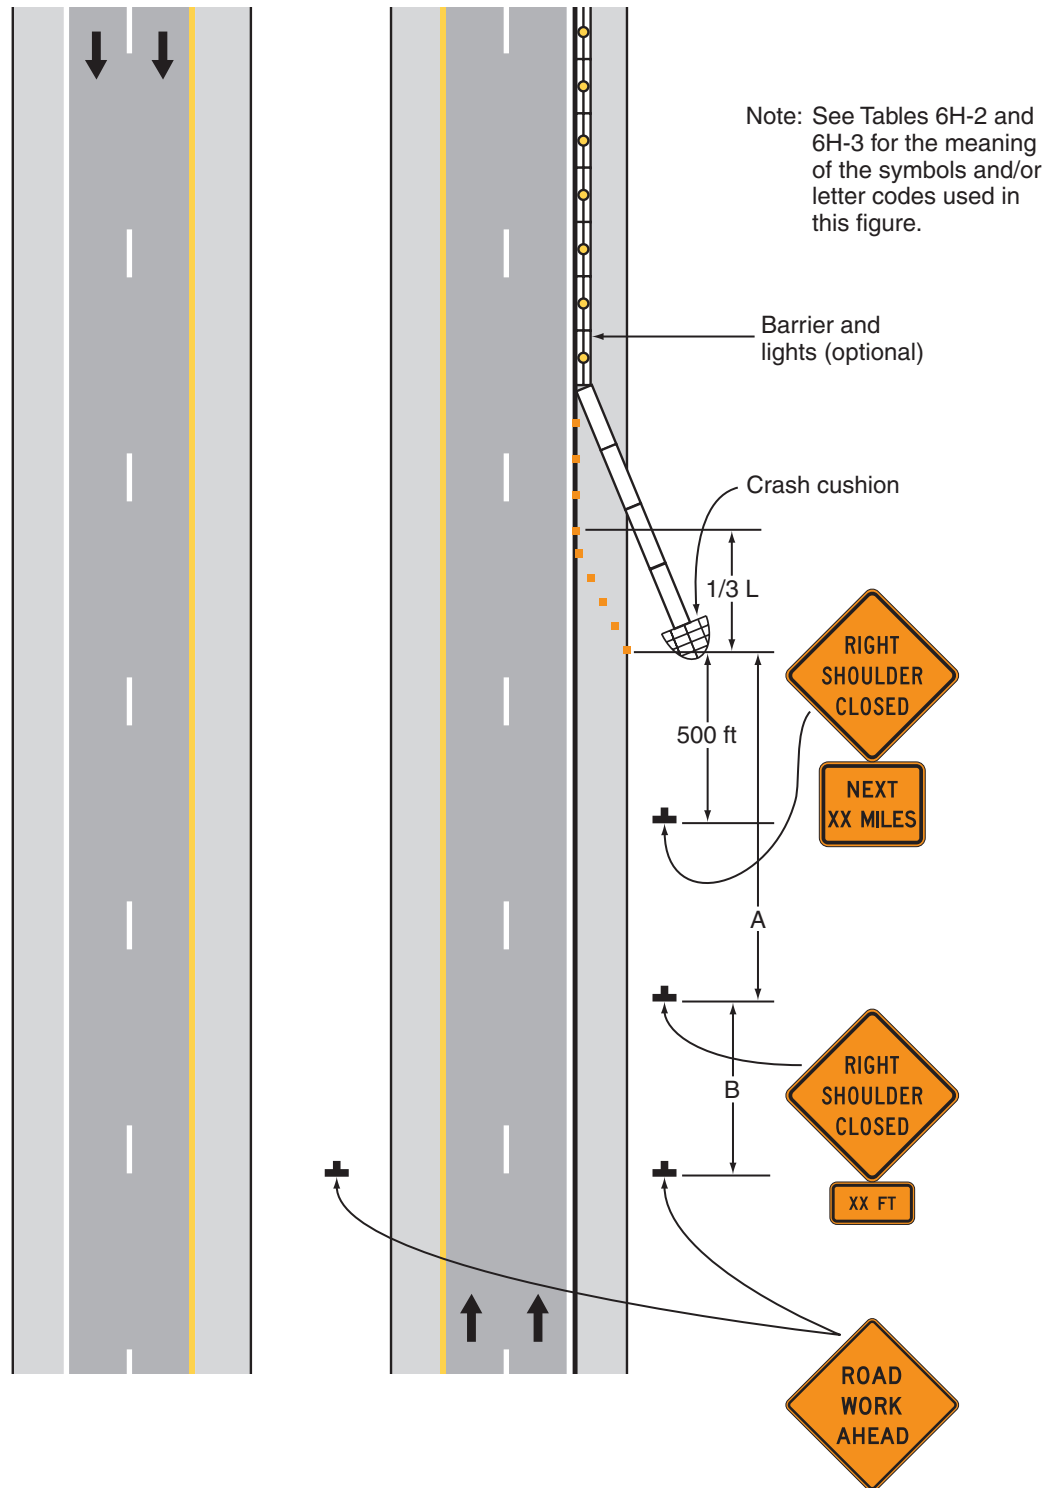 Note: See Tables 6H-2 and
6H-3 for the meaning
of the symbols and/or
letter codes used in
this figure.
Barrier and
lights (optional)
Crash cushion
1/3 L
RIGHT
SHOULDER
CLOSED
500 ft
NEXT
XX MILES
A
RIGHT
SHOULDER
CLOSED
B
XX FT
ROAD
WORK
AHEAD